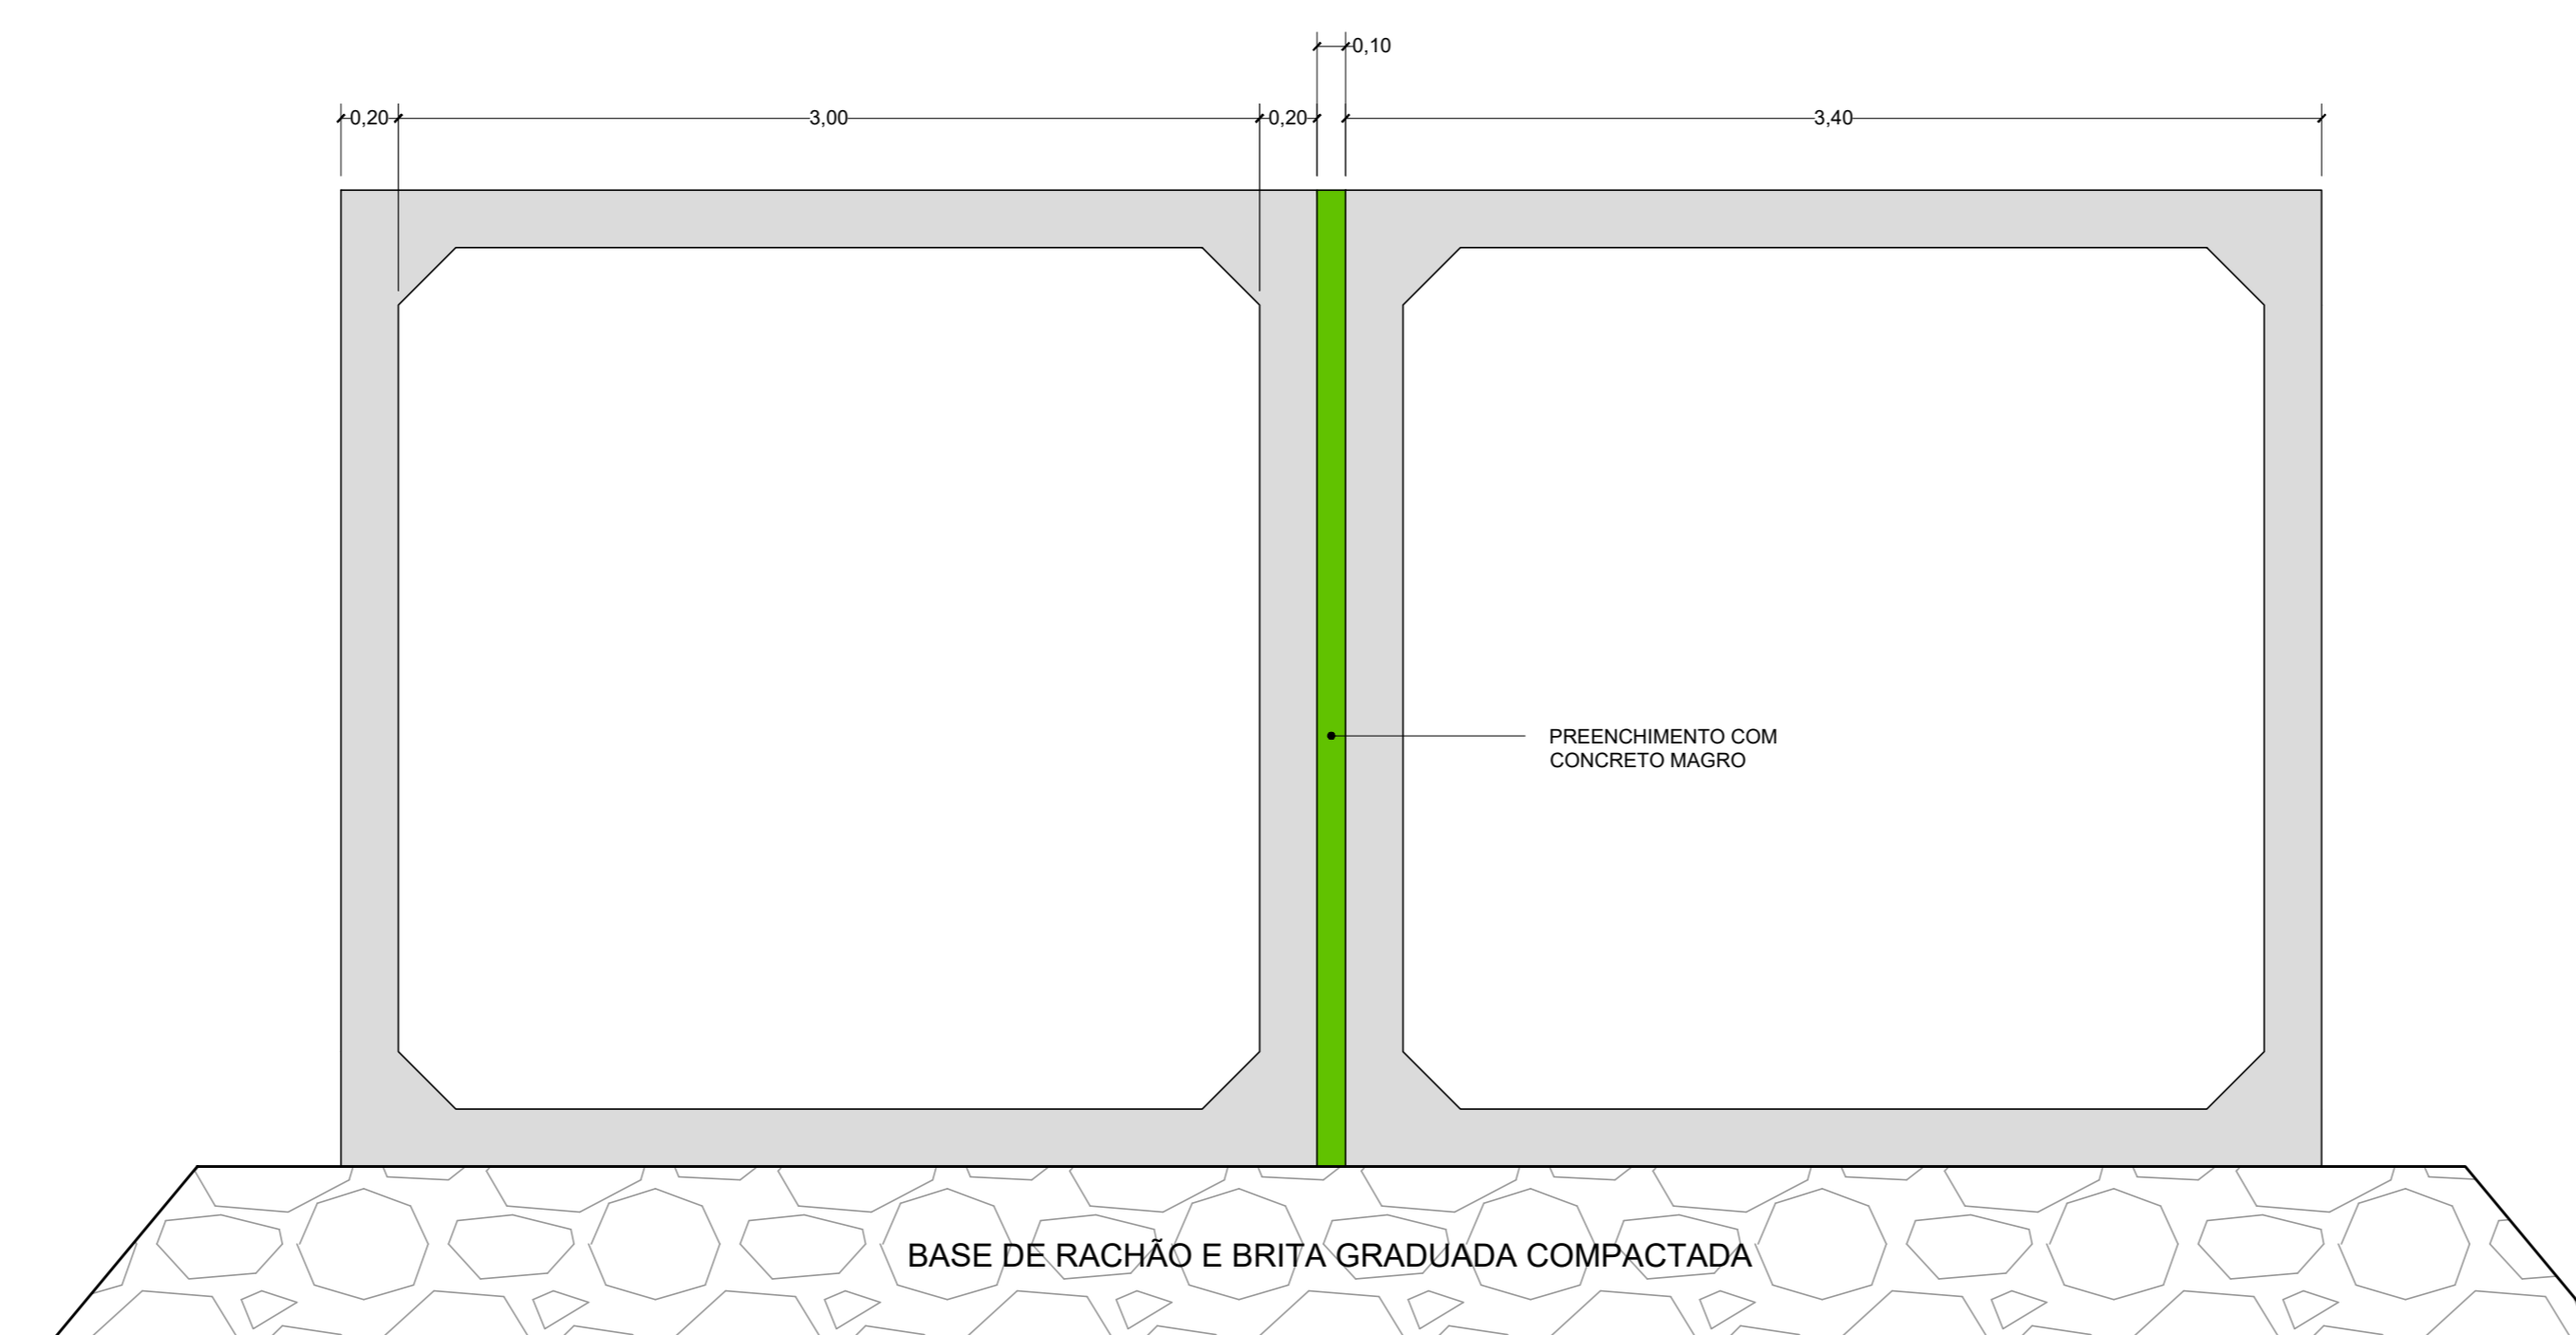 0,10
0,20 3,00 0,20 3,40
PREENCHIMENTO COM
CONCRETO MAGRO
BASE DE RACHÃO E BRITA GRADUADA COMPACTADA